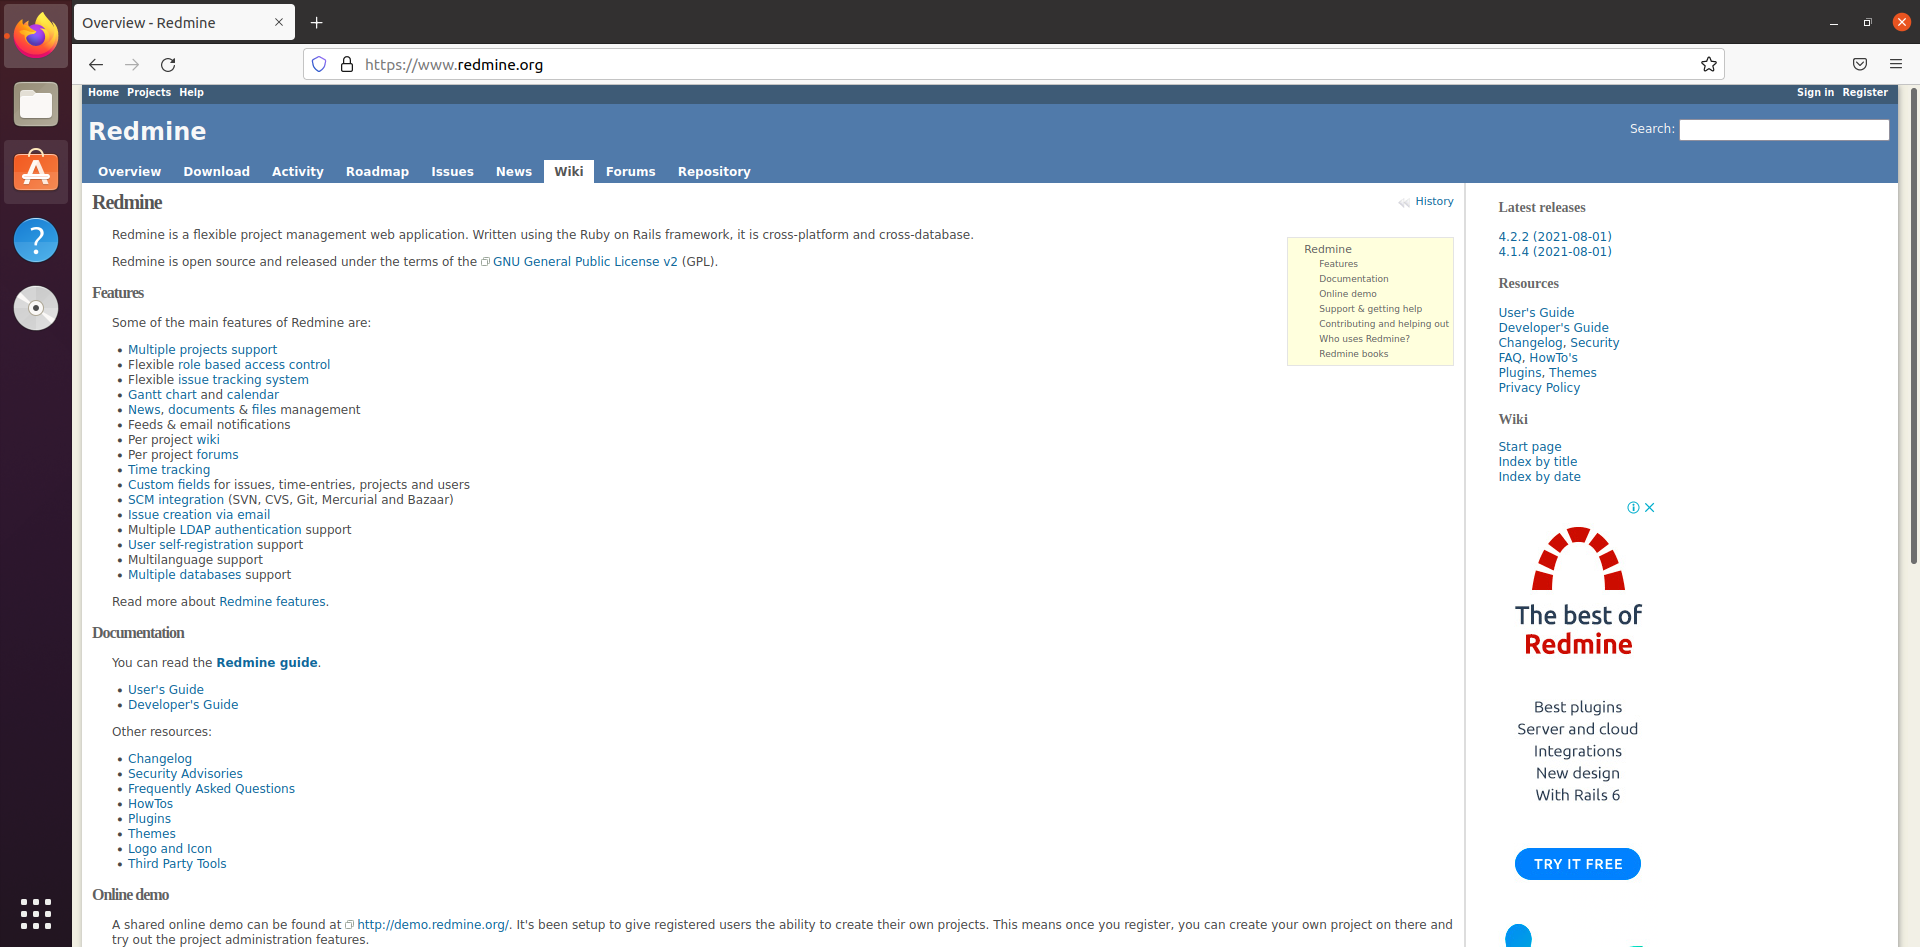 Overview - Redmine
https://www.redmine.org
Home Projects Help
Sign in Register
Redmine
Search:
Overview Download Activity Roadmap Issues News Wiki Forums Repository
Redmine
History
Redmine is a flexible project management web application. Written using the Ruby on Rails framework, it is cross-platform and cross-database.
Redmine is open source and released under the terms of the GNU General Public License v2 (GPL).
Redmine
Features
Documentation
Online demo
Support & getting help
Contributing and helping out
Who uses Redmine?
Redmine books
Features
Some of the main features of Redmine are:
Multiple projects support
Flexible role based access control
Flexible issue tracking system
Gantt chart and calendar
News, documents & files management
Feeds & email notifications
Per project wiki
Per project forums
Time tracking
Custom fields for issues, time-entries, projects and users
SCM integration (SVN, CVS, Git, Mercurial and Bazaar)
Issue creation via email
Multiple LDAP authentication support
User self-registration support
Multilanguage support
Multiple databases support
Read more about Redmine features.
Documentation
You can read the Redmine guide.
User's Guide
Developer's Guide
Other resources:
Changelog
Security Advisories
Frequently Asked Questions
HowTos
Plugins
Themes
Logo and Icon
Third Party Tools
Online demo
A shared online demo can be found at http://demo.redmine.org/. It's been setup to give registered users the ability to create their own projects. This means once you register, you can create your own project on there and
try out the project administration features.
Latest releases
4.2.2 (2021-08-01)
4.1.4 (2021-08-01)
Resources
User's Guide
Developer's Guide
Changelog, Security
FAQ, HowTo's
Plugins, Themes
Privacy Policy
Wiki
Start page
Index by title
Index by date
The best of
Redmine
Best plugins
Server and cloud
Integrations
New design
With Rails 6
TRY IT FREE